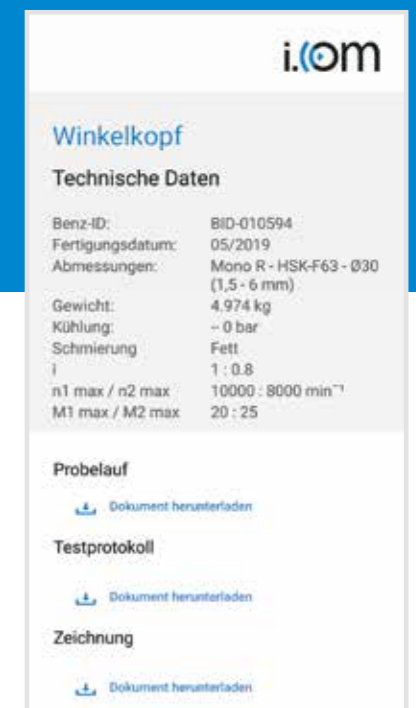 i.(om
Winkelkopf
Technische Daten
Benz-ID: BID-010594
Fertigungsdatum: 05/2019
Abmessungen: Mono R - HSK-F63 - Ø30
(1,5 - 6 mm)
Gewicht: 4.974 kg
Kühlung: – 0 bar
Schmierung Fett
i 1 : 0.8
n1 max / n2 max 10000 : 8000 min⁻¹
M1 max / M2 max 20 : 25
Probelauf
Dokument herunterladen
Testprotokoll
Dokument herunterladen
Zeichnung
Dokument herunterladen